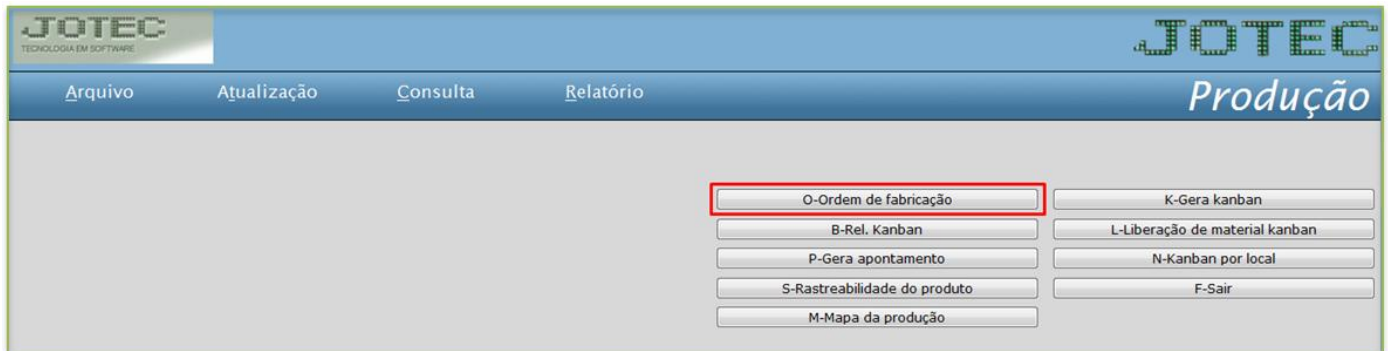 JOTEC
TECNOLOGIA EM SOFTWARE
JOTEC
Arquivo Atualização Consulta Relatório Produção
O-Ordem de fabricação K-Gera kanban
B-Rel. Kanban L-Liberação de material kanban
P-Gera apontamento N-Kanban por local
S-Rastreabilidade do produto F-Sair
M-Mapa da produção